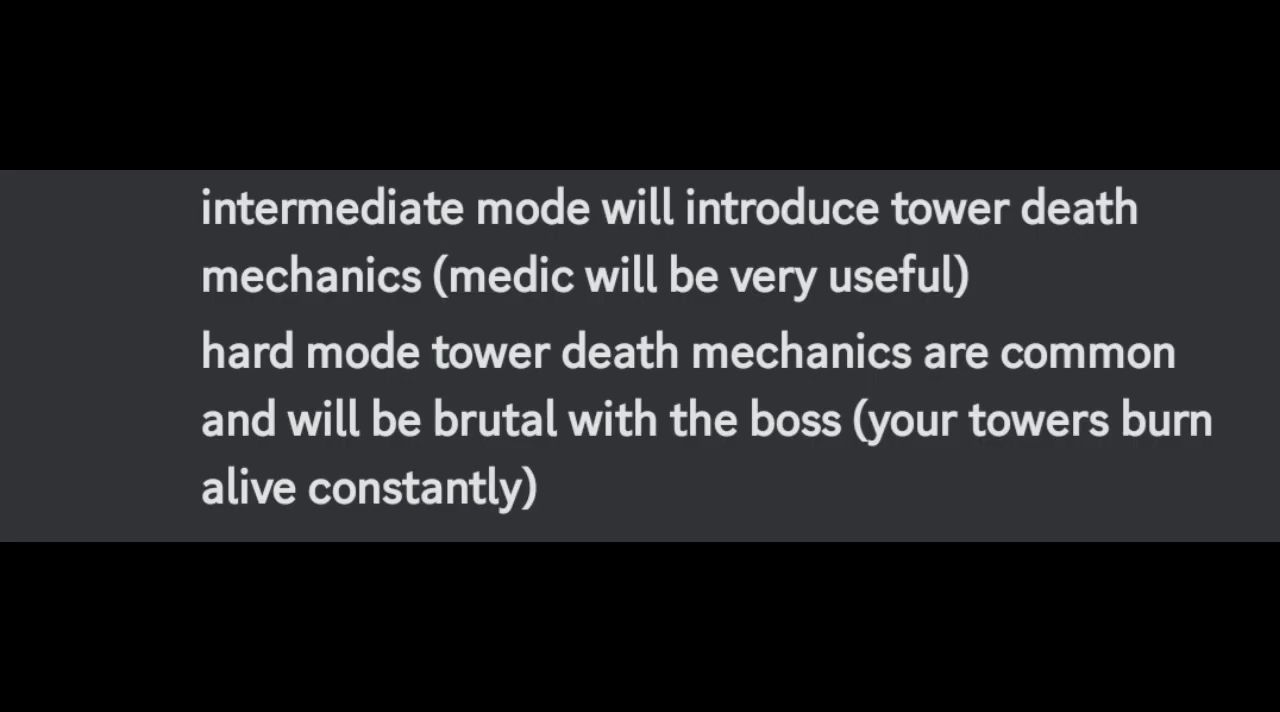 intermediate mode will introduce tower death
mechanics (medic will be very useful)
hard mode tower death mechanics are common
and will be brutal with the boss (your towers burn
alive constantly)